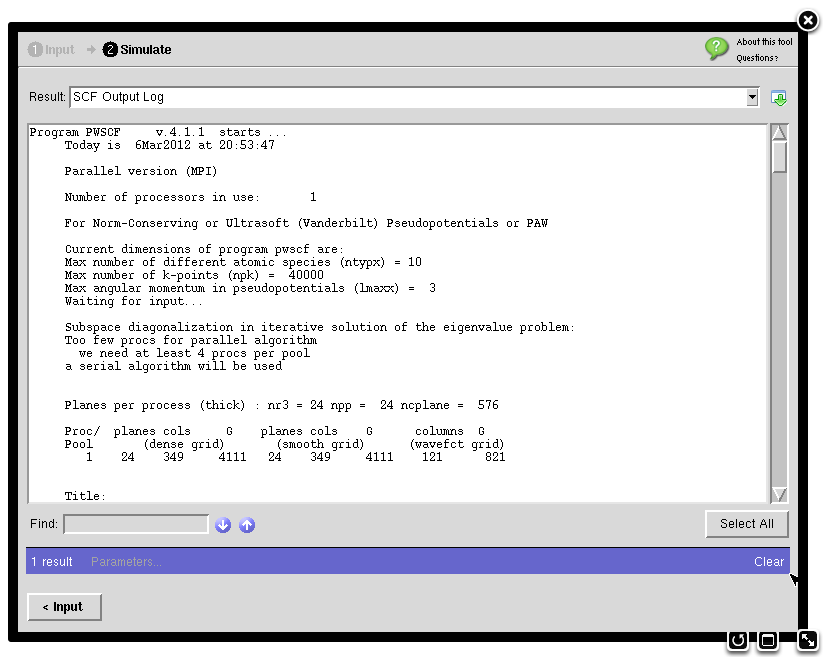 1 Input → 2 Simulate
About this tool
Questions?
Result: SCF Output Log
Program PWSCF     v.4.1.1  starts ...
     Today is  6Mar2012 at 20:53:47
     Parallel version (MPI)
     Number of processors in use:       1
     For Norm-Conserving or Ultrasoft (Vanderbilt) Pseudopotentials or PAW
     Current dimensions of program pwscf are:
     Max number of different atomic species (ntypx) = 10
     Max number of k-points (npk) =  40000
     Max angular momentum in pseudopotentials (lmaxx) =  3
     Waiting for input...
     Subspace diagonalization in iterative solution of the eigenvalue problem:
     Too few procs for parallel algorithm
       we need at least 4 procs per pool
     a serial algorithm will be used
     Planes per process (thick) : nr3 = 24 npp =  24 ncplane =  576
     Proc/  planes cols     G    planes cols    G      columns  G
     Pool       (dense grid)       (smooth grid)      (wavefct grid)
        1    24    349     4111   24    349     4111    121      821
     Title:
Find:
Select All
1 result Parameters... Clear
< Input